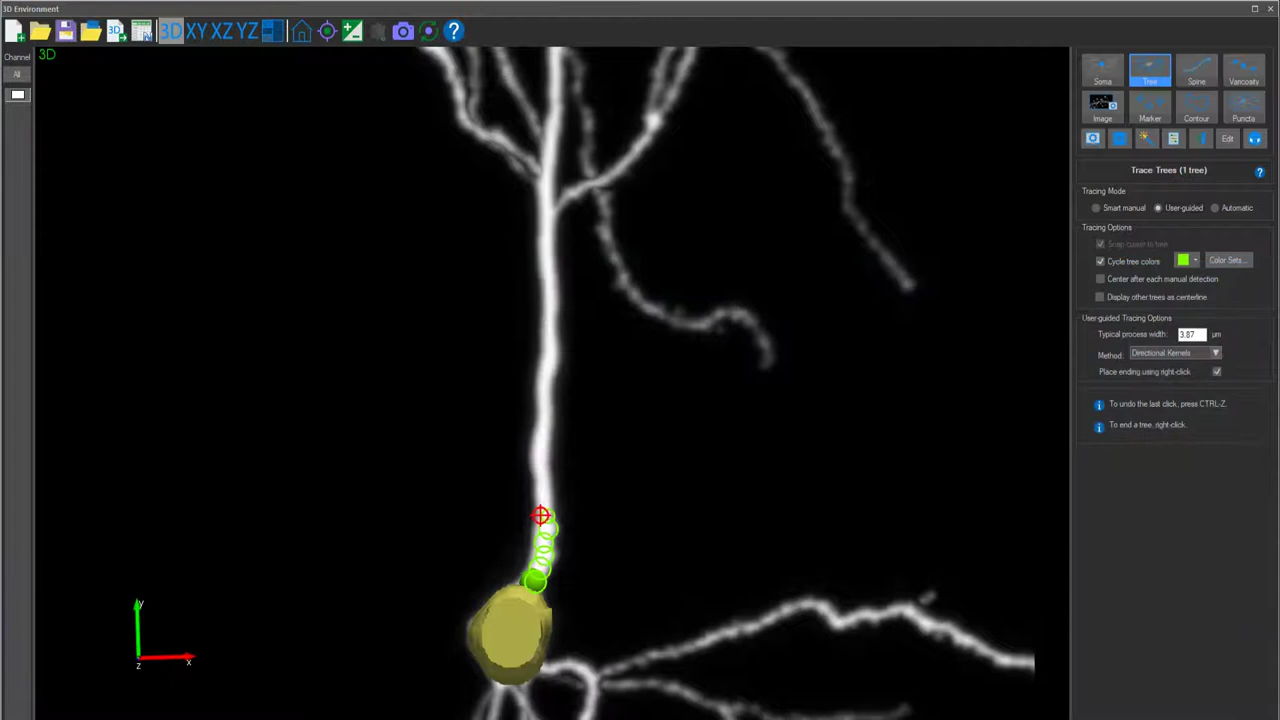 3D Environment
3D XY XZ YZ
Channel
All
3D
y
z
x
Soma
Tree
Spine
Varicosity
Image
Marker
Contour
Puncta
Edit
Trace Trees (1 tree)
Tracing Mode
Smart manual
User-guided
Automatic
Tracing Options
Snap cursor to tree
Cycle tree colors
Color Sets...
Center after each manual detection
Display other trees as centerline
User-guided Tracing Options
Typical process width: 3.87 µm
Method: Directional Kernels
Place ending using right-click
To undo the last click, press CTRL-Z.
To end a tree, right-click.